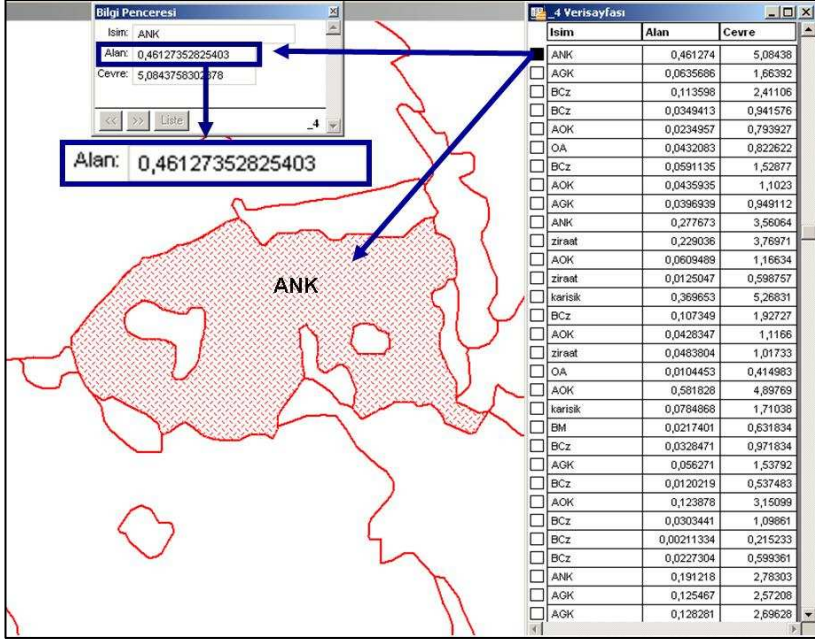 Bilgi Penceresi
Isim: ANK
Alan: 0,46127352825403
Cevre: 5,0843758302878
<< >> Liste _4
Alan: 0,46127352825403
ANK
_4 Verisayfası
Isim Alan Cevre
ANK 0,461274 5,08438
AGK 0,0635686 1,66392
BCz 0,113598 2,41106
BCz 0,0349413 0,941576
AOK 0,0234957 0,793927
OA 0,0432083 0,822622
BCz 0,0591135 1,52877
AOK 0,0435935 1,1023
AGK 0,0396939 0,949112
ANK 0,277673 3,56064
ziraat 0,229036 3,76971
AOK 0,0609489 1,16634
ziraat 0,0125047 0,598757
karisik 0,369653 5,26831
BCz 0,107349 1,92727
AOK 0,0428347 1,1166
ziraat 0,0483804 1,01733
OA 0,0104453 0,414983
AOK 0,581828 4,89769
karisik 0,0784868 1,71038
BM 0,0217401 0,631834
BCz 0,0328471 0,971834
AGK 0,056271 1,53792
BCz 0,0120219 0,537483
AOK 0,123878 3,15099
BCz 0,0303441 1,09861
BCz 0,00211334 0,215233
BCz 0,0227304 0,599361
ANK 0,191218 2,78303
AGK 0,125467 2,57208
AGK 0,128281 2,69628